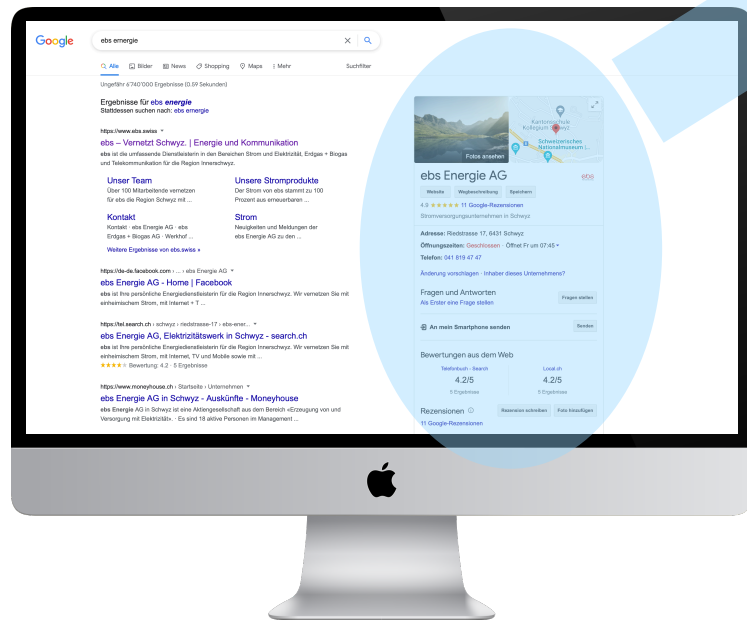 Google
ebs ernergie
Alle Bilder News Shopping Maps Mehr Suchfilter
Ungefähr 6'740'000 Ergebnisse (0.59 Sekunden)
Ergebnisse für ebs energie
Stattdessen suchen nach: ebs ernergie
https://www.ebs.swiss
ebs – Vernetzt Schwyz. | Energie und Kommunikation
ebs ist die umfassende Dienstleisterin in den Bereichen Strom und Elektrizität, Erdgas + Biogas
und Telekommunikation für die Region Innerschwyz.
Unser Team
Über 100 Mitarbeitende vernetzen
für ebs die Region Schwyz mit ...
Unsere Stromprodukte
Der Strom von ebs stammt zu 100
Prozent aus erneuerbaren ...
Kontakt
Kontakt · ebs Energie AG · ebs
Erdgas + Biogas AG · Werkhof ...
Strom
Neuigkeiten und Meldungen der
ebs Energie AG zu den ...
Weitere Ergebnisse von ebs.swiss »
https://de-de.facebook.com › ... › ebs Energie AG
ebs Energie AG - Home | Facebook
ebs ist Ihre persönliche Energiedienstleisterin für die Region Innerschwyz. Wir vernetzen Sie mit
einheimischem Strom, mit Internet + T ...
https://tel.search.ch › schwyz › riedstrasse-17 › ebs-ener...
ebs Energie AG, Elektrizitätswerk in Schwyz - search.ch
ebs ist Ihre persönliche Energiedienstleisterin für die Region Innerschwyz. Wir vernetzen Sie mit
einheimischem Strom, mit Internet, TV und Mobile sowie mit ...
Bewertung: 4.2 · 5 Ergebnisse
https://www.moneyhouse.ch › Startseite › Unternehmen
ebs Energie AG in Schwyz - Auskünfte - Moneyhouse
ebs Energie AG in Schwyz ist eine Aktiengesellschaft aus dem Bereich «Erzeugung von und
Versorgung mit Elektrizität». · Es sind 18 aktive Personen im Management ...
Fotos ansehen
Kantonsschule
Kollegium
Schweizerisches
Nationalmuseum |...
ebs Energie AG
ebs
Website Wegbeschreibung Speichern
4.8 ★★★★★ 11 Google-Rezensionen
Stromversorgungsunternehmen in Schwyz
Adresse: Riedstrasse 17, 6431 Schwyz
Öffnungszeiten: Geschlossen · Öffnet Fr um 07:45
Telefon: 041 819 47 47
Änderung vorschlagen · Inhaber dieses Unternehmens?
Fragen und Antworten
Als Erster eine Frage stellen
Fragen stellen
An mein Smartphone senden
Senden
Bewertungen aus dem Web
Telefonbuch - Search
4.2/5
5 Ergebnisse
Local.ch
4.2/5
5 Ergebnisse
Rezensionen
Rezension schreiben Foto hinzufügen
11 Google-Rezensionen